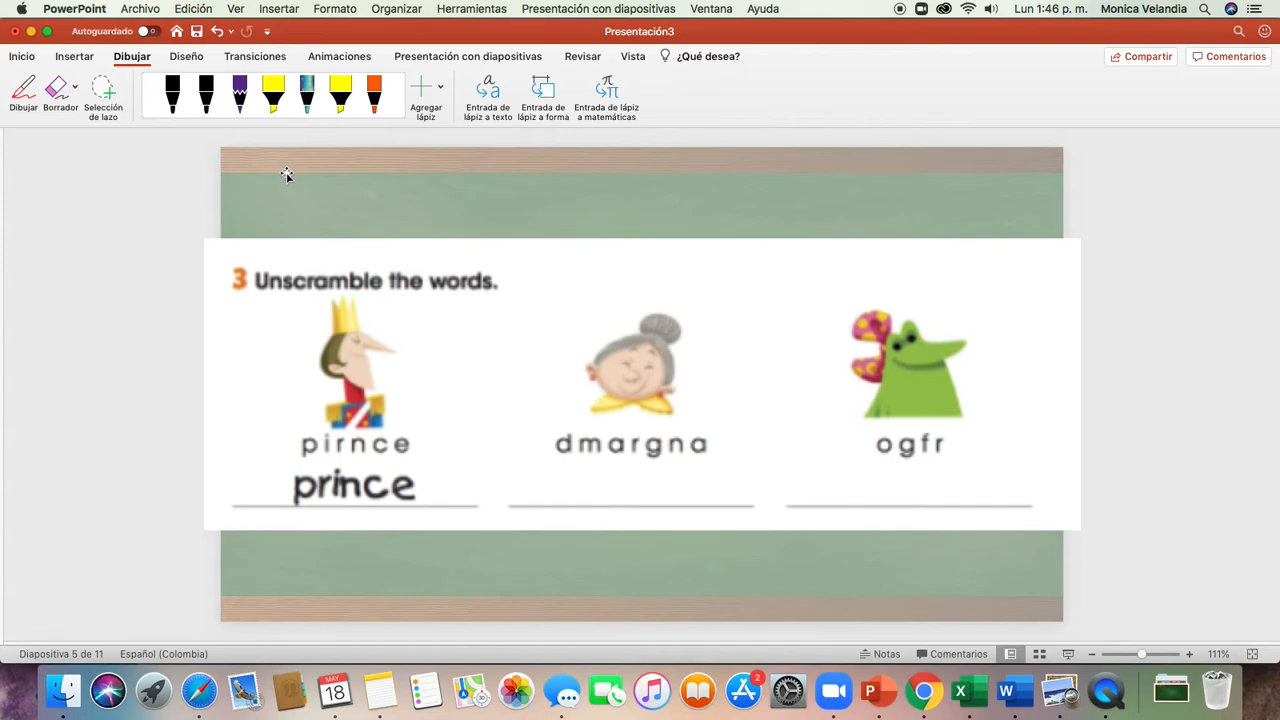 PowerPoint Archivo Edición Ver Insertar Formato Organizar Herramientas Presentación con diapositivas Ventana Ayuda Lun 1:46 p. m. Monica Velandia
Autoguardado Presentación3
Inicio Insertar Dibujar Diseño Transiciones Animaciones Presentación con diapositivas Revisar Vista ¿Qué desea? Compartir Comentarios
Dibujar Borrador Selección de lazo Agregar lápiz Entrada de lápiz a texto Entrada de lápiz a forma Entrada de lápiz a matemáticas
3 Unscramble the words.
pirnce dmargna ogfr
prince
Diapositiva 5 de 11 Español (Colombia) Notas Comentarios 111%
MAY
18
2